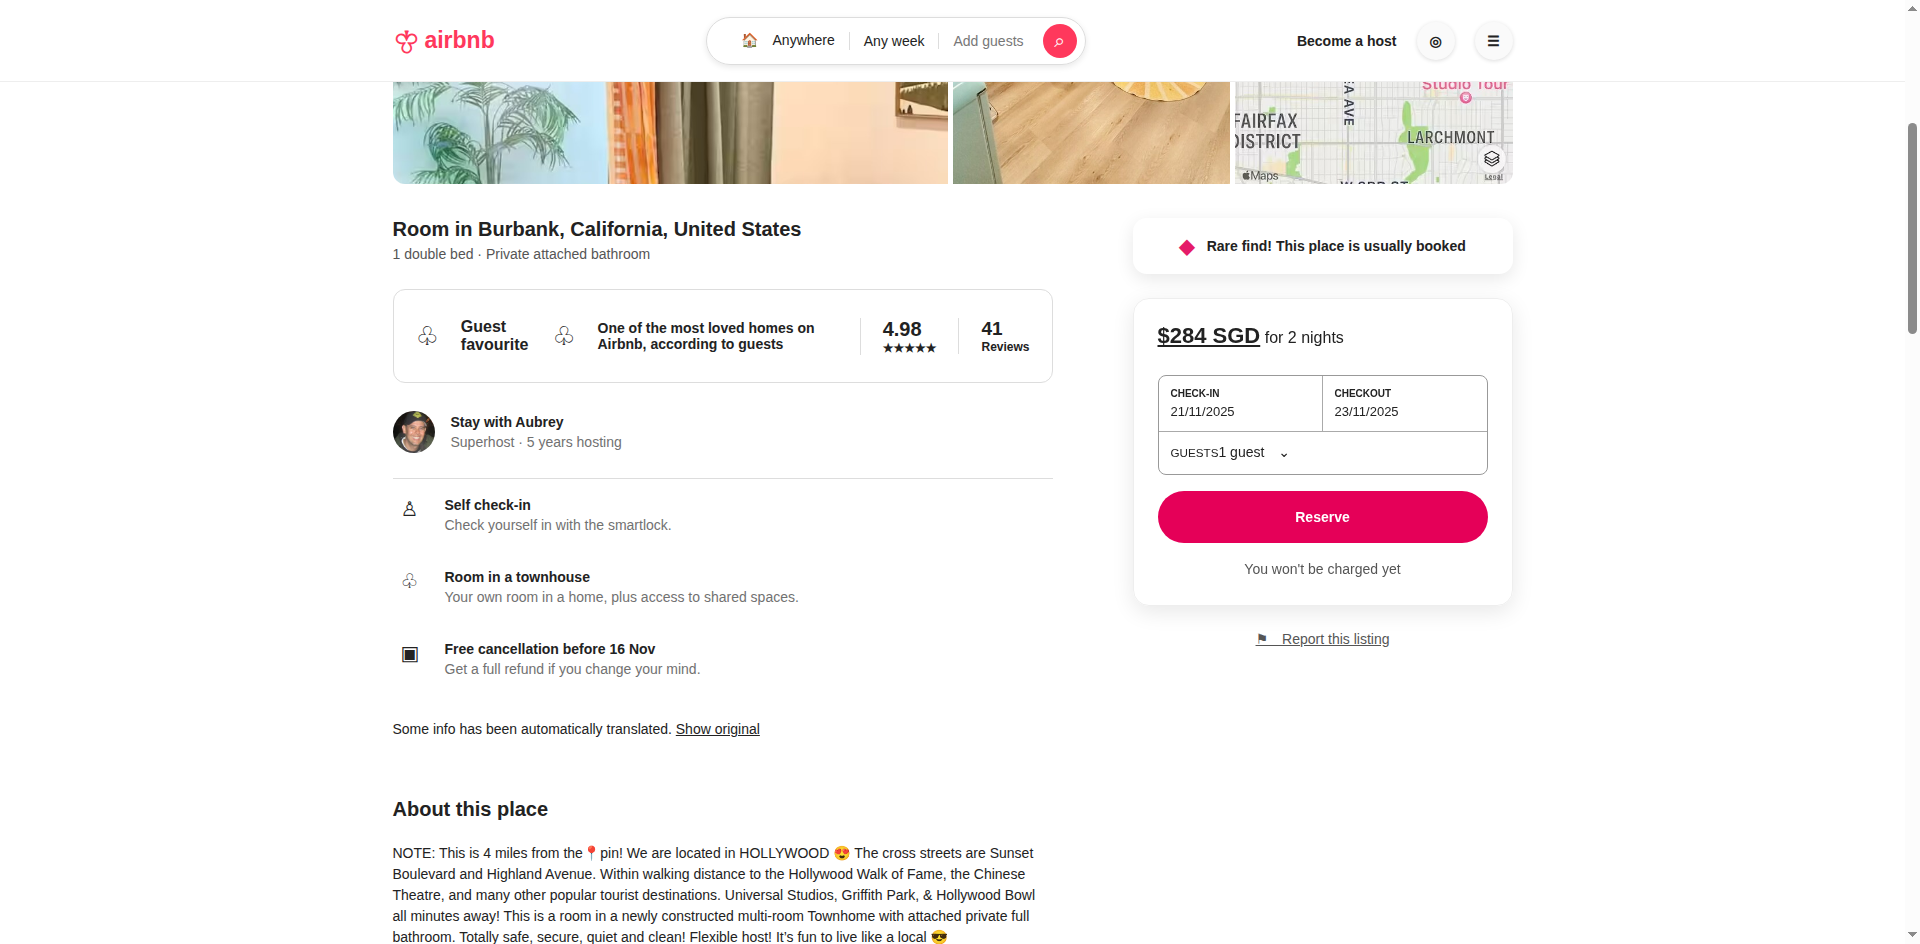 airbnb
Anywhere
Any week
Add guests
Become a host
Studio Tour
A AVE
FAIRFAX
DISTRICT
LARCHMONT
Maps
Legal
Room in Burbank, California, United States
1 double bed · Private attached bathroom
Guest
favourite
One of the most loved homes on
Airbnb, according to guests
4.98
★★★★★
41
Reviews
Stay with Aubrey
Superhost · 5 years hosting
Self check-in
Check yourself in with the smartlock.
Room in a townhouse
Your own room in a home, plus access to shared spaces.
Free cancellation before 16 Nov
Get a full refund if you change your mind.
Some info has been automatically translated. Show original
About this place
NOTE: This is 4 miles from the📍pin! We are located in HOLLYWOOD 😍 The cross streets are Sunset
Boulevard and Highland Avenue. Within walking distance to the Hollywood Walk of Fame, the Chinese
Theatre, and many other popular tourist destinations. Universal Studios, Griffith Park, & Hollywood Bowl
all minutes away! This is a room in a newly constructed multi-room Townhome with attached private full
bathroom. Totally safe, secure, quiet and clean! Flexible host! It’s fun to live like a local 😎
Rare find! This place is usually booked
$284 SGD for 2 nights
CHECK-IN
21/11/2025
CHECKOUT
23/11/2025
GUESTS1 guest
Reserve
You won't be charged yet
Report this listing